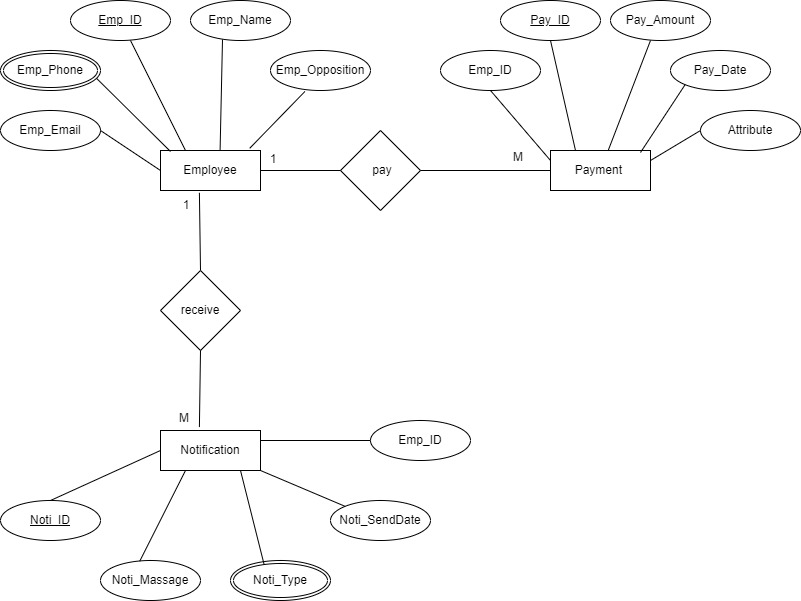 Emp_ID
Emp_Name
Pay_ID
Pay_Amount
Emp_Phone
Emp_Opposition
Emp_ID
Pay_Date
Emp_Email
Attribute
1
M
Employee
pay
Payment
1
receive
M
Notification
Emp_ID
Noti_ID
Noti_SendDate
Noti_Massage
Noti_Type